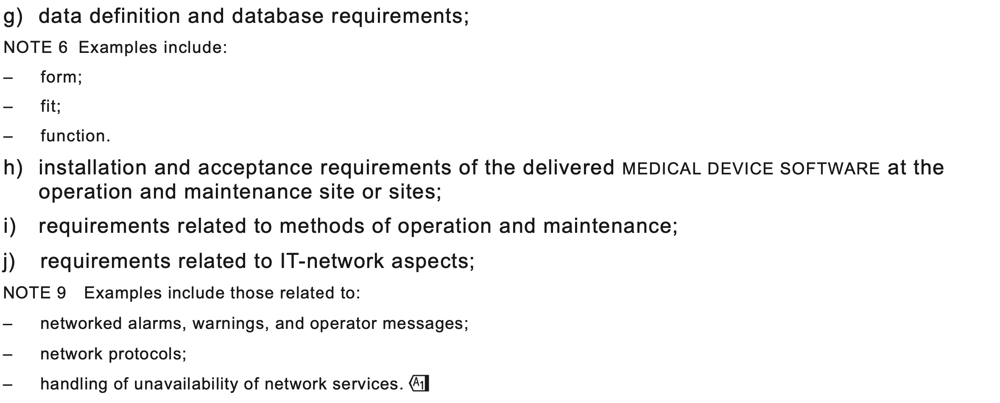 g) data definition and database requirements;
NOTE 6 Examples include:
– form;
– fit;
– function.
h) installation and acceptance requirements of the delivered MEDICAL DEVICE SOFTWARE at the
operation and maintenance site or sites;
i) requirements related to methods of operation and maintenance;
j) requirements related to IT-network aspects;
NOTE 9 Examples include those related to:
– networked alarms, warnings, and operator messages;
– network protocols;
– handling of unavailability of network services. A1